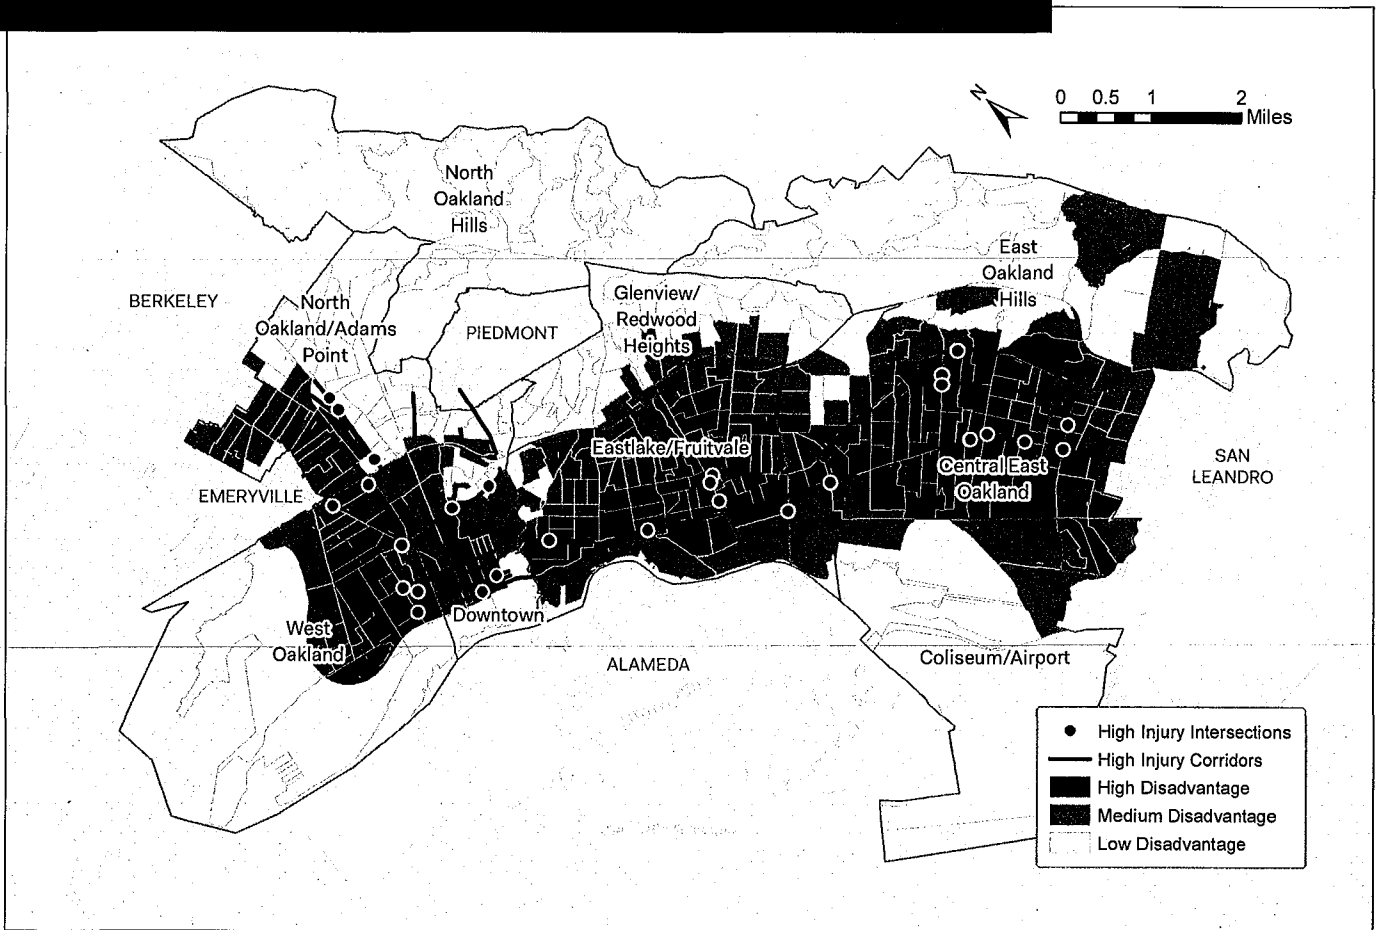 N
0 0.5 1 2
Miles
North
Oakland
Hills
East
Oakland
Hills
BERKELEY
North
Oakland/Adams
Point
PIEDMONT
Glenview/
Redwood
Heights
Eastlake/Fruitvale
Central East
Oakland
SAN
LEANDRO
EMERYVILLE
Downtown
West
Oakland
ALAMEDA
Coliseum/Airport
High Injury Intersections
High Injury Corridors
High Disadvantage
Medium Disadvantage
Low Disadvantage